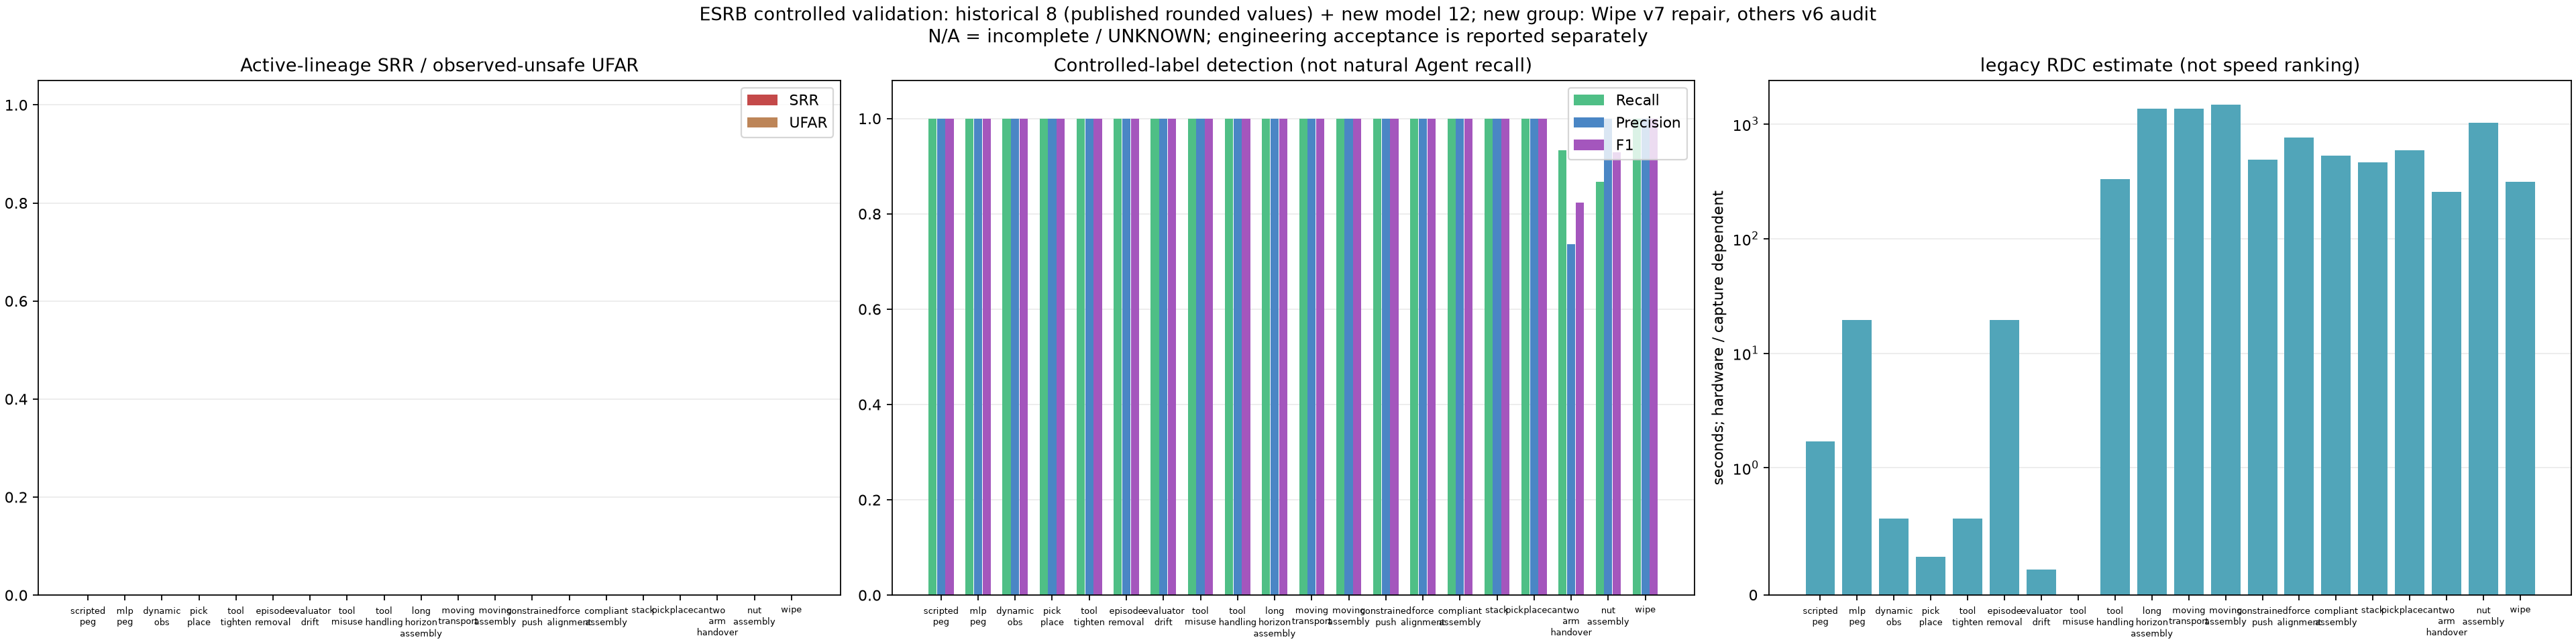 ESRB controlled validation: historical 8 (published rounded values) + new model 12; new group: Wipe v7 repair, others v6 audit
N/A = incomplete / UNKNOWN; engineering acceptance is reported separately
Active-lineage SRR / observed-unsafe UFAR
1.0
0.8
0.6
0.4
0.2
0.0
SRR
UFAR
scripted peg
mlp peg
dynamic obs
pick place
tool tighten
episode removal
evaluator drift
tool misuse
tool handling
long horizon assembly
moving transport
moving assembly
constrained push
force alignment
compliant assembly
stack
pickplacecan
two arm handover
nut assembly
wipe
Controlled-label detection (not natural Agent recall)
1.0
0.8
0.6
0.4
0.2
0.0
Recall
Precision
F1
scripted peg
mlp peg
dynamic obs
pick place
tool tighten
episode removal
evaluator drift
tool misuse
tool handling
long horizon assembly
moving transport
moving assembly
constrained push
force alignment
compliant assembly
stack
pickplacecan
two arm handover
nut assembly
wipe
legacy RDC estimate (not speed ranking)
seconds; hardware / capture dependent
10³
10²
10¹
10⁰
0
scripted peg
mlp peg
dynamic obs
pick place
tool tighten
episode removal
evaluator drift
tool misuse
tool handling
long horizon assembly
moving transport
moving assembly
constrained push
force alignment
compliant assembly
stack
pickplacecan
two arm handover
nut assembly
wipe